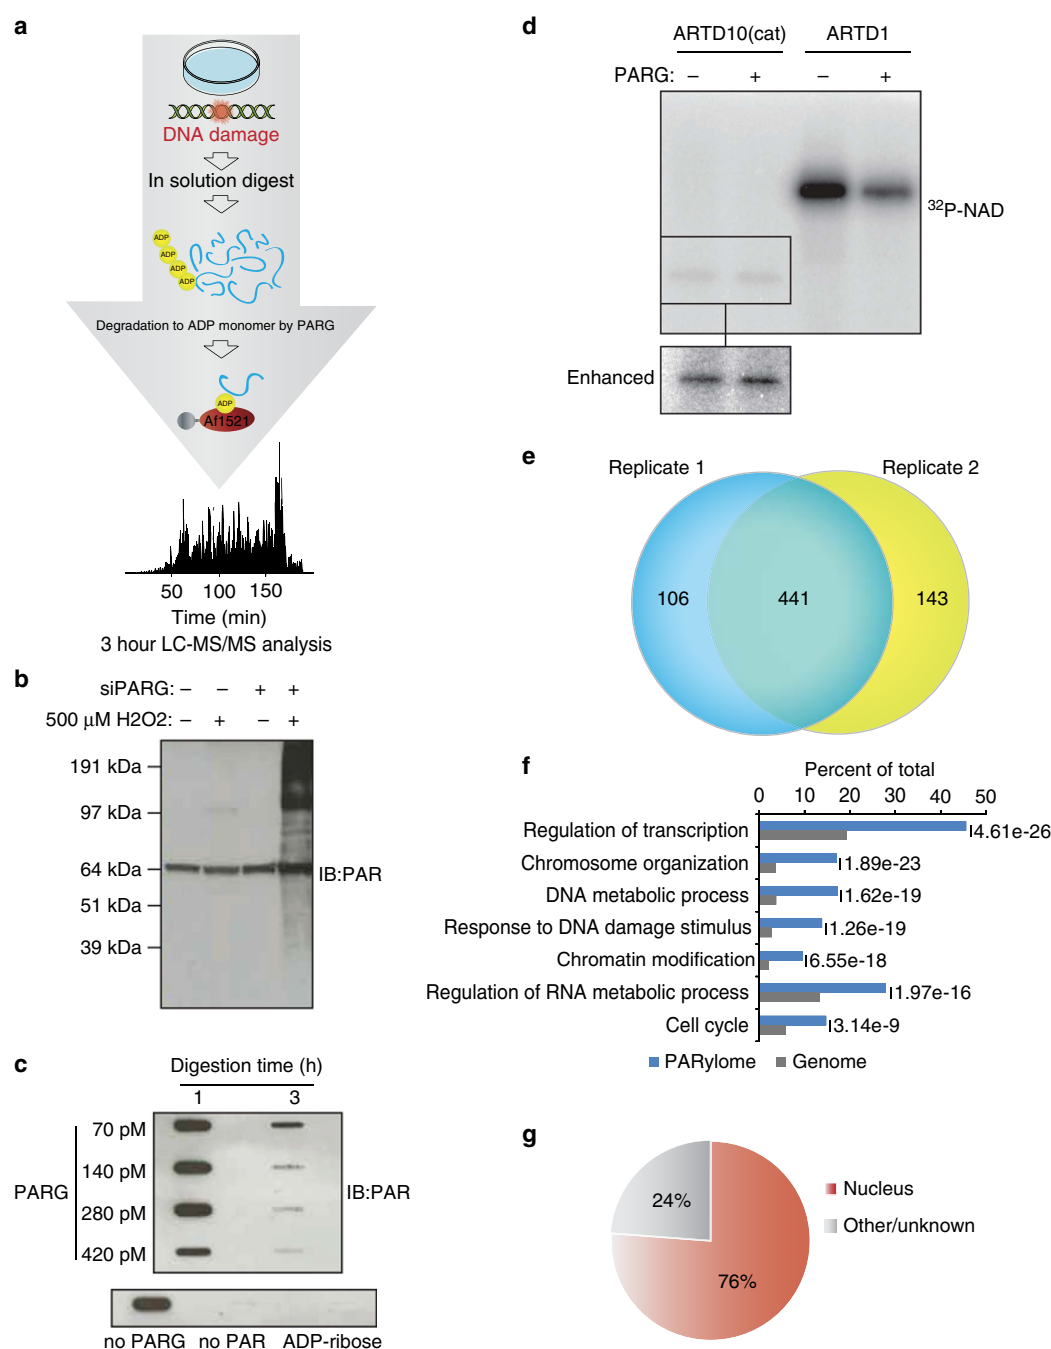 a
DNA damage
In solution digest
ADP
ADP
ADP
ADP
Degradation to ADP monomer by PARG
ADP
Af1521
50 100 150
Time (min)
3 hour LC-MS/MS analysis
b
siPARG: – – + +
500 µM H2O2: – + – +
191 kDa
97 kDa
64 kDa
51 kDa
39 kDa
IB:PAR
c
Digestion time (h)
1 3
PARG
70 pM
140 pM
280 pM
420 pM
IB:PAR
no PARG no PAR ADP-ribose
d
ARTD10(cat) ARTD1
PARG: – + – +
32P-NAD
Enhanced
e
Replicate 1 Replicate 2
106 441 143
f
Percent of total
0 10 20 30 40 50
Regulation of transcription 4.61e-26
Chromosome organization 1.89e-23
DNA metabolic process 1.62e-19
Response to DNA damage stimulus 1.26e-19
Chromatin modification 6.55e-18
Regulation of RNA metabolic process 1.97e-16
Cell cycle 3.14e-9
PARylome Genome
g
24%
76%
Nucleus
Other/unknown